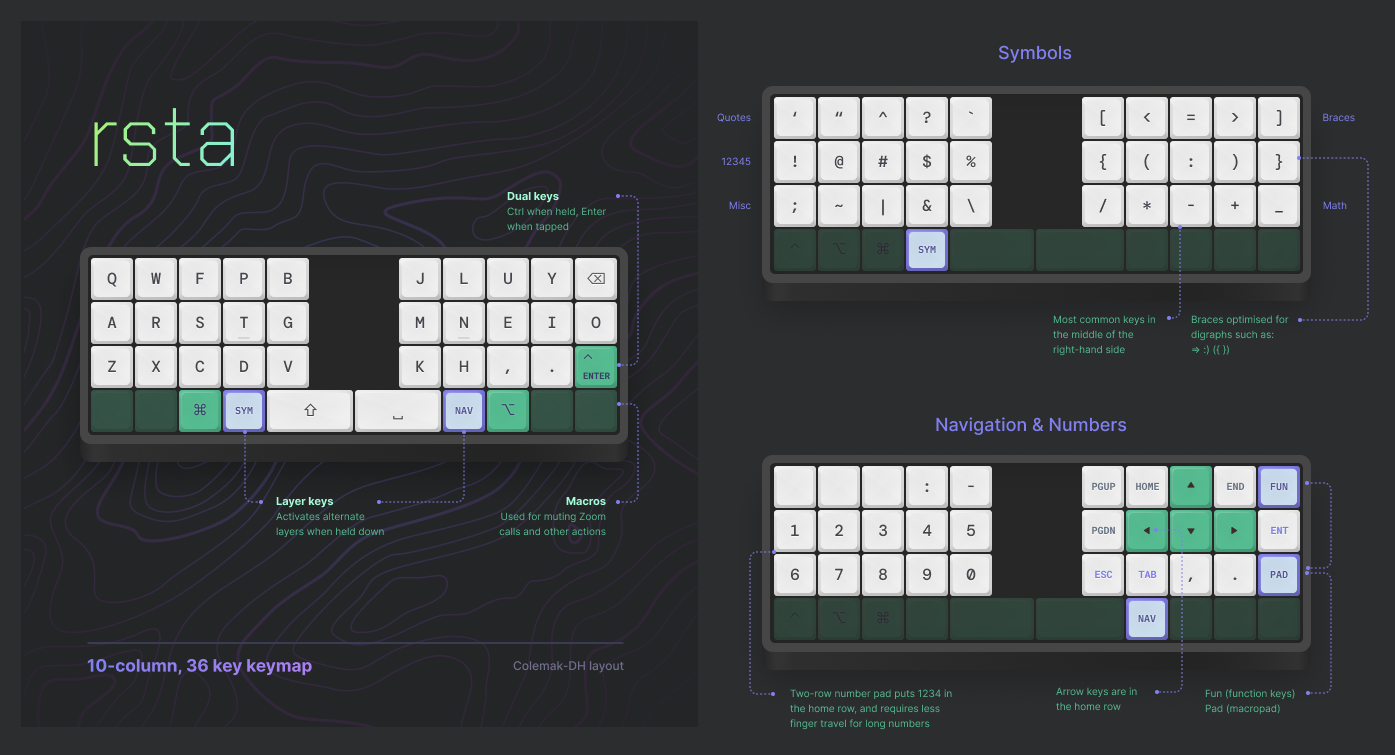 rsta
Dual keys
Ctrl when held, Enter
when tapped
Q W F P B J L U Y ⌫
A R S T G M N E I O
Z X C D V K H , . ^ ENTER
⌘ SYM ⇧ ⎵ NAV ⌥
Layer keys
Activates alternate
layers when held down
Macros
Used for muting Zoom
calls and other actions
10-column, 36 key keymap
Colemak-DH layout
Symbols
Quotes ‘ “ ^ ? ` [ < = > ] Braces
12345 ! @ # $ % { ( : ) }
Misc ; ~ | & \ / * - + _ Math
^ ⌥ ⌘ SYM
Most common keys in
the middle of the
right-hand side
Braces optimised for
digraphs such as:
=> :) ({ })
Navigation & Numbers
: - PGUP HOME ▲ END FUN
1 2 3 4 5 PGDN ◀ ▼ ▶ ENT
6 7 8 9 0 ESC TAB , . PAD
^ ⌥ ⌘ NAV
Two-row number pad puts 1234 in
the home row, and requires less
finger travel for long numbers
Arrow keys are in
the home row
Fun (function keys)
Pad (macropad)